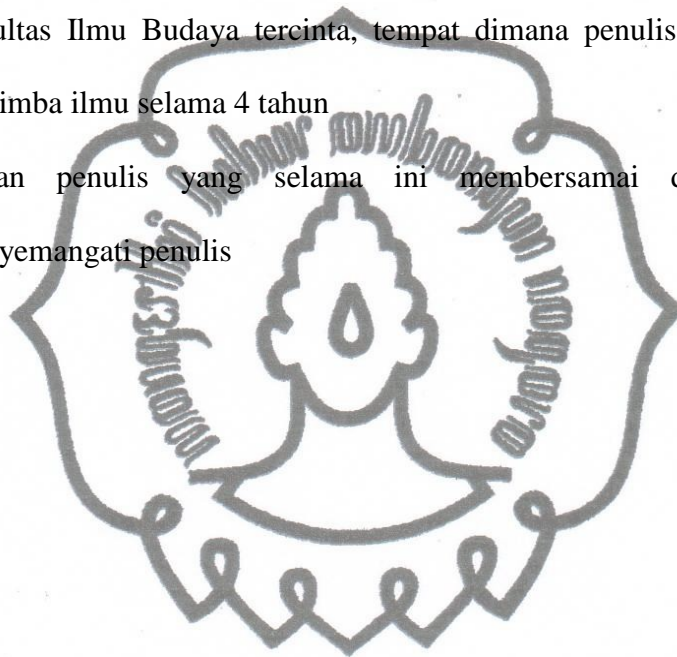 ultas Ilmu Budaya tercinta, tempat dimana penulis
imba ilmu selama 4 tahun
an penulis yang selama ini membersamai d
yemangati penulis